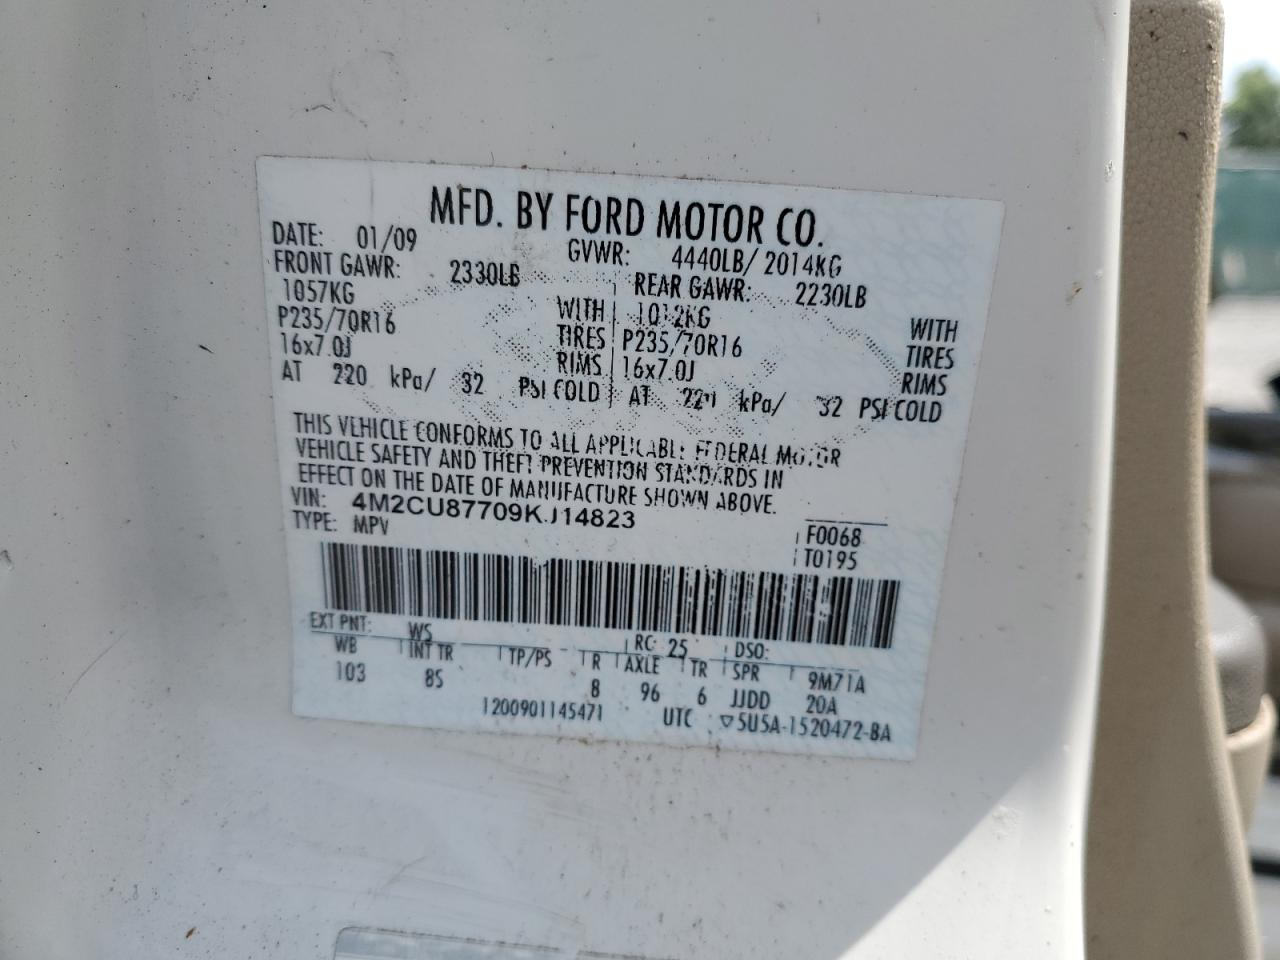 MFD. BY FORD MOTOR CO.
DATE: 01/09 GVWR: 4440LB/ 2014KG
FRONT GAWR: 2330LB REAR GAWR: 2230LB
1057KG WITH 1012KG WITH
P235/70R16 TIRES P235/70R16 TIRES
16x7.0J RIMS 16x7.0J RIMS
AT 220 kPa/ 32 PSI COLD AT 220 kPa/ 32 PSI COLD
THIS VEHICLE CONFORMS TO ALL APPLICABLE FEDERAL MOTOR
VEHICLE SAFETY AND THEFT PREVENTION STANDARDS IN
EFFECT ON THE DATE OF MANUFACTURE SHOWN ABOVE.
VIN: 4M2CU87709KJ14823
TYPE: MPV
F0068
T0195
EXT PNT: WS RC: 25 DSO:
WB INT TR TP/PS R AXLE TR SPR 9M71A
103 85 8 96 6 JJDD 20A
1200901145471 UTC ▽5U5A-1520472-BA